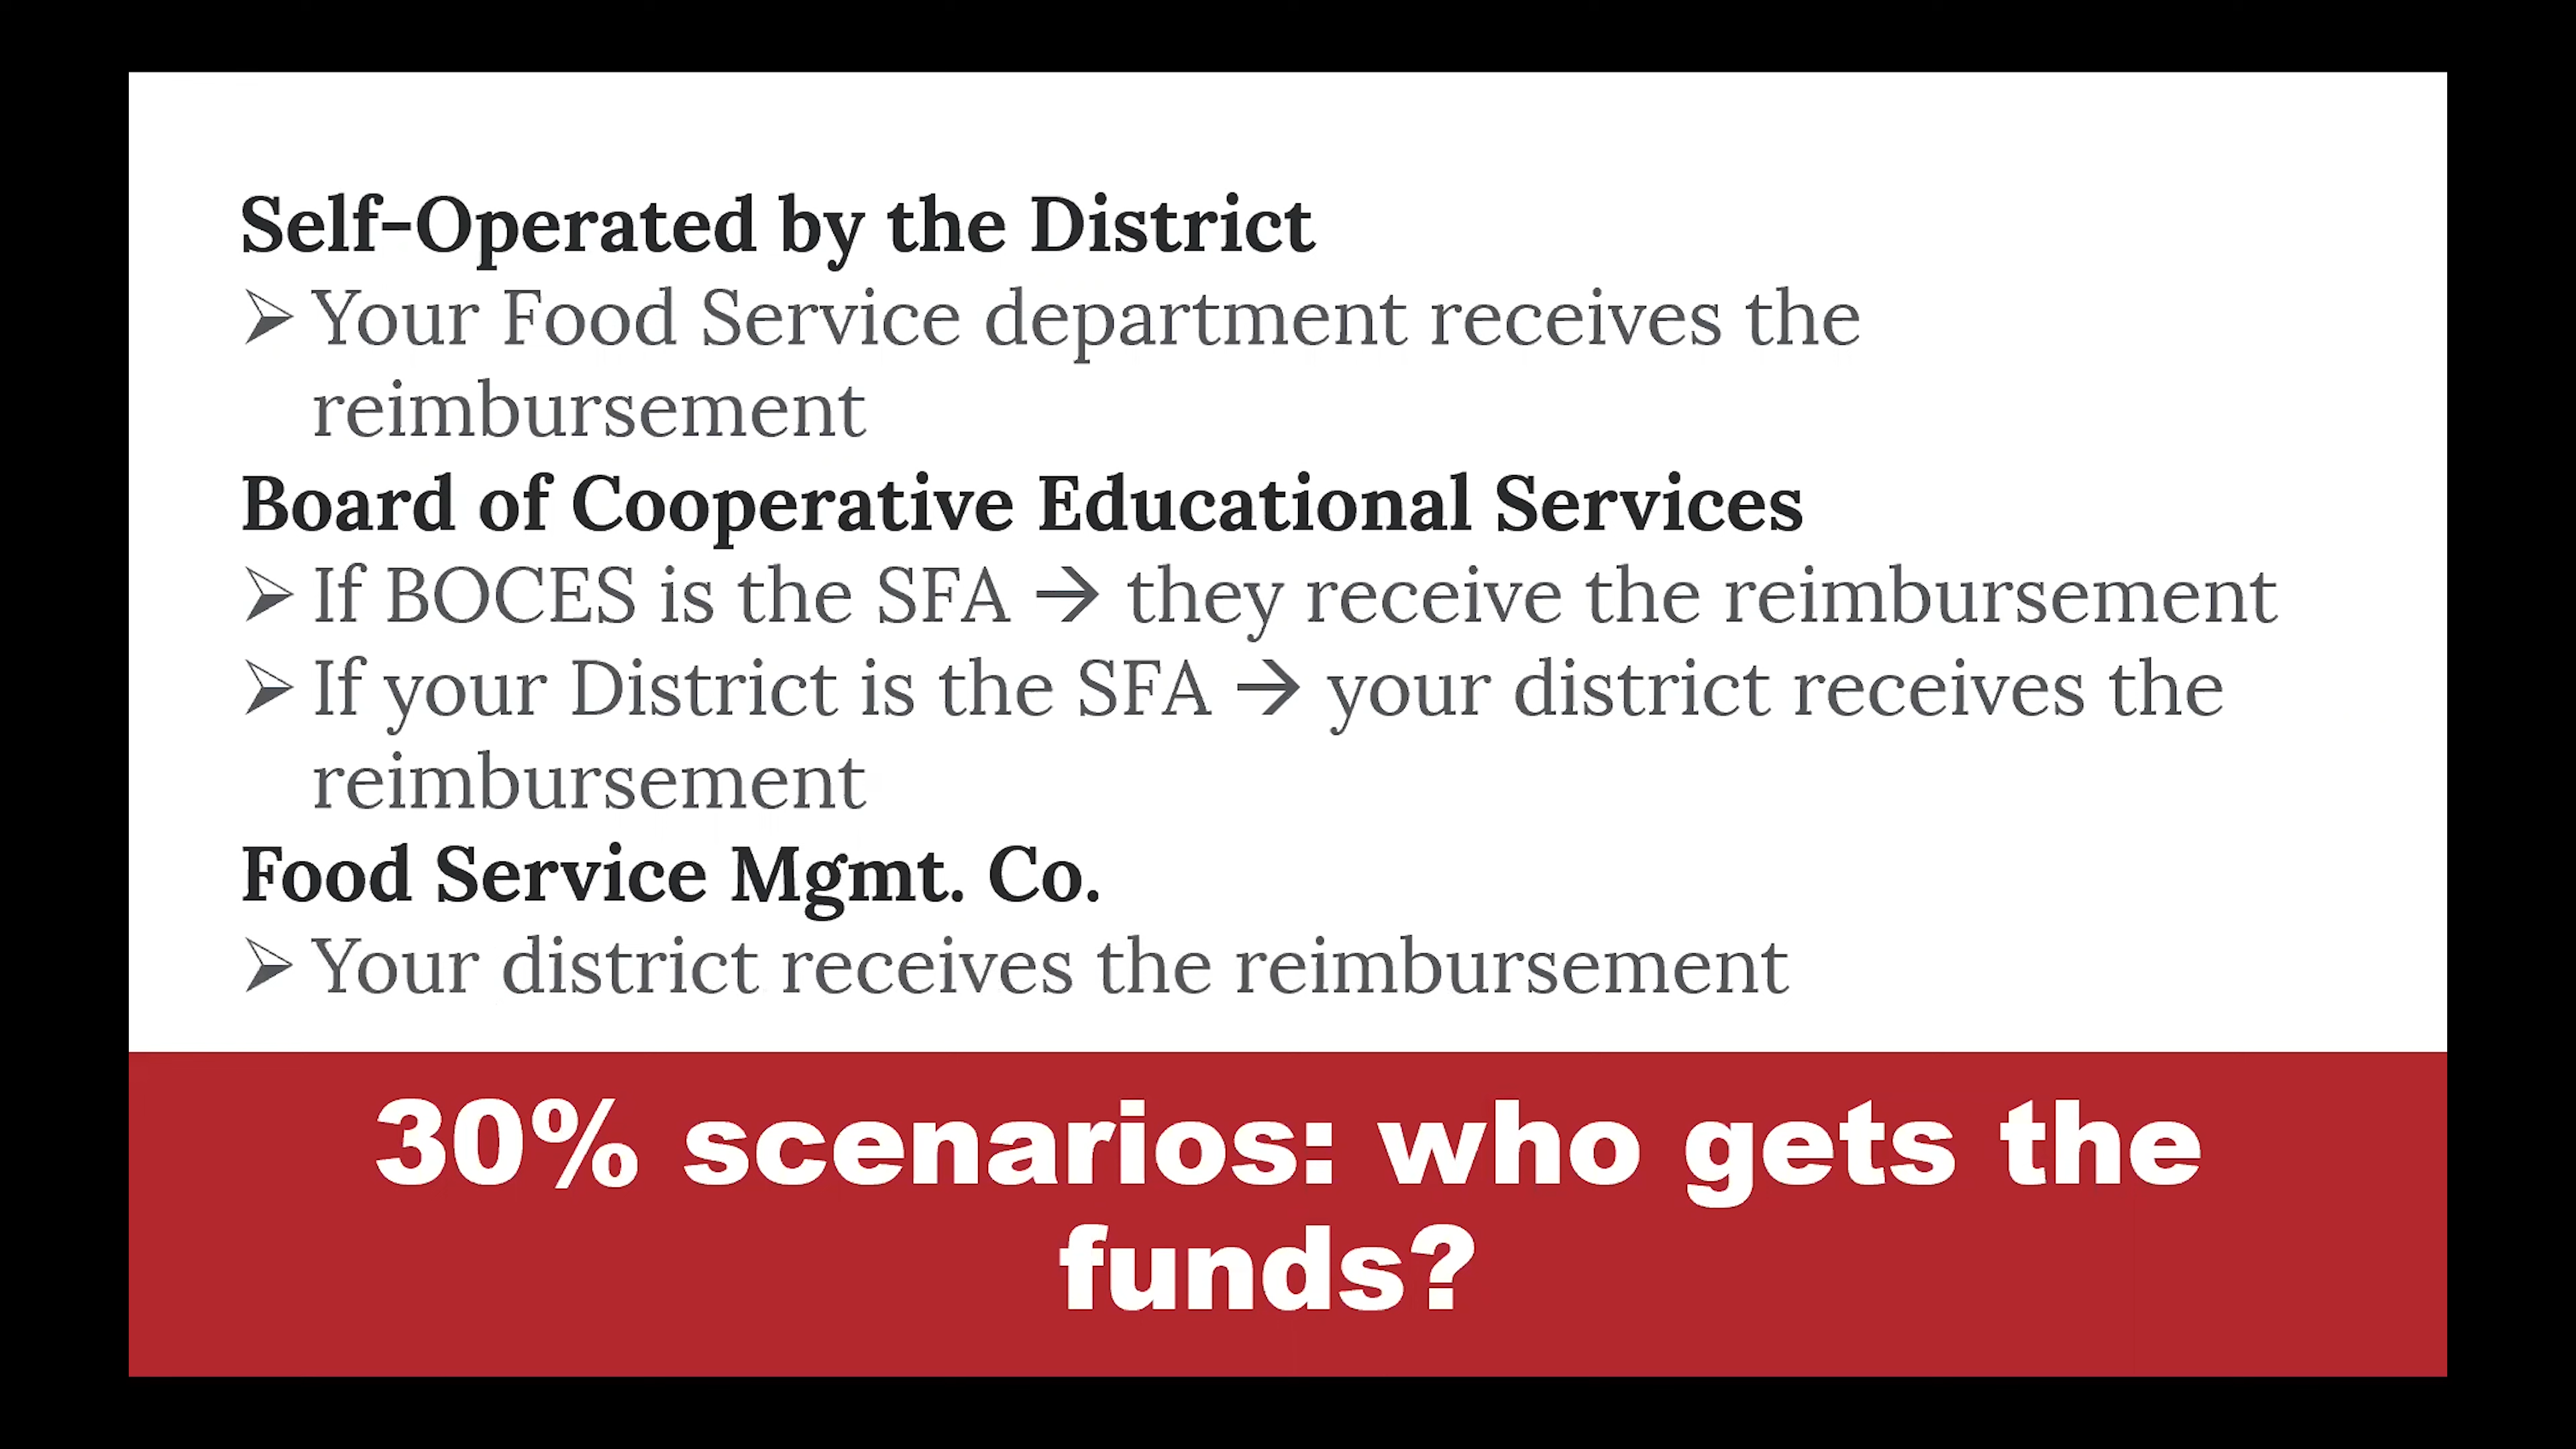 Self-Operated by the District
➢ Your Food Service department receives the
reimbursement
Board of Cooperative Educational Services
➢ If BOCES is the SFA → they receive the reimbursement
➢ If your District is the SFA → your district receives the
reimbursement
Food Service Mgmt. Co.
➢ Your district receives the reimbursement
30% scenarios: who gets the
funds?